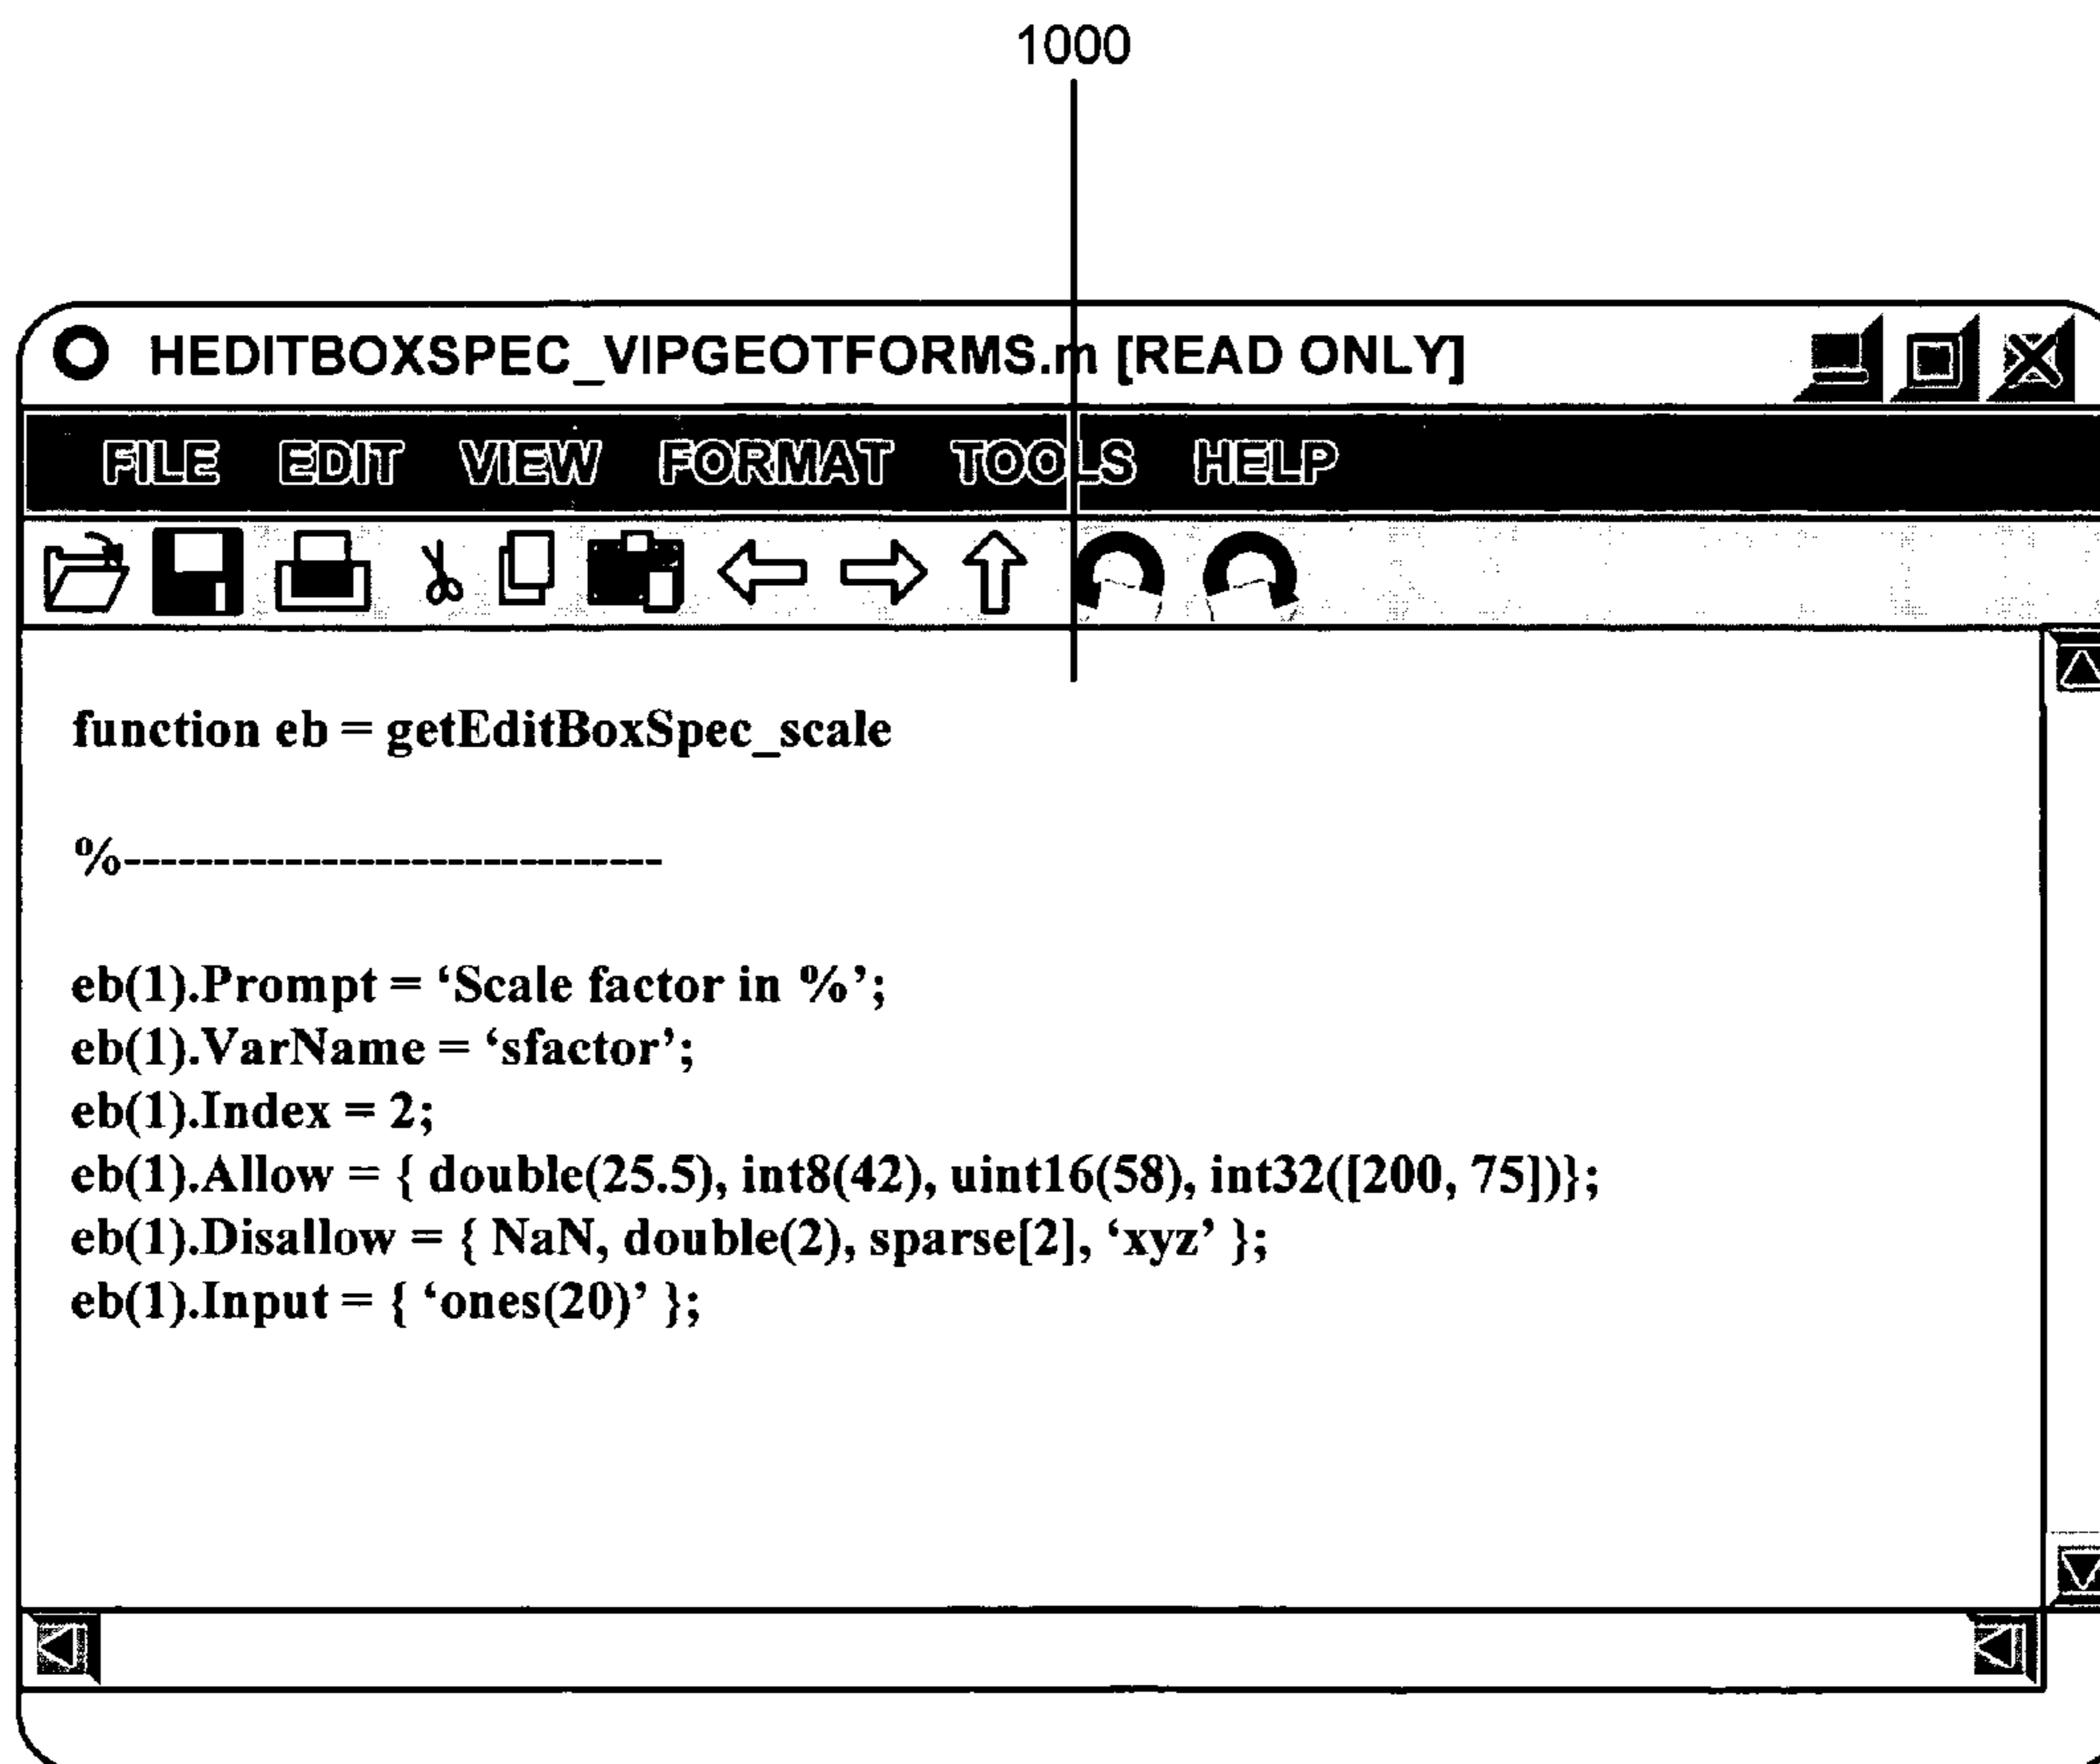 1000
HEDITBOXSPEC_VIPGEOTFORMS.m [READ ONLY]
FILE EDIT VIEW FORMAT TOOLS HELP
function eb = getEditBoxSpec_scale
%------------------------------
eb(1).Prompt = ‘Scale factor in %’;
eb(1).VarName = ‘sfactor’;
eb(1).Index = 2;
eb(1).Allow = { double(25.5), int8(42), uint16(58), int32([200, 75])};
eb(1).Disallow = { NaN, double(2), sparse[2], ‘xyz’ };
eb(1).Input = { ‘ones(20)’ };